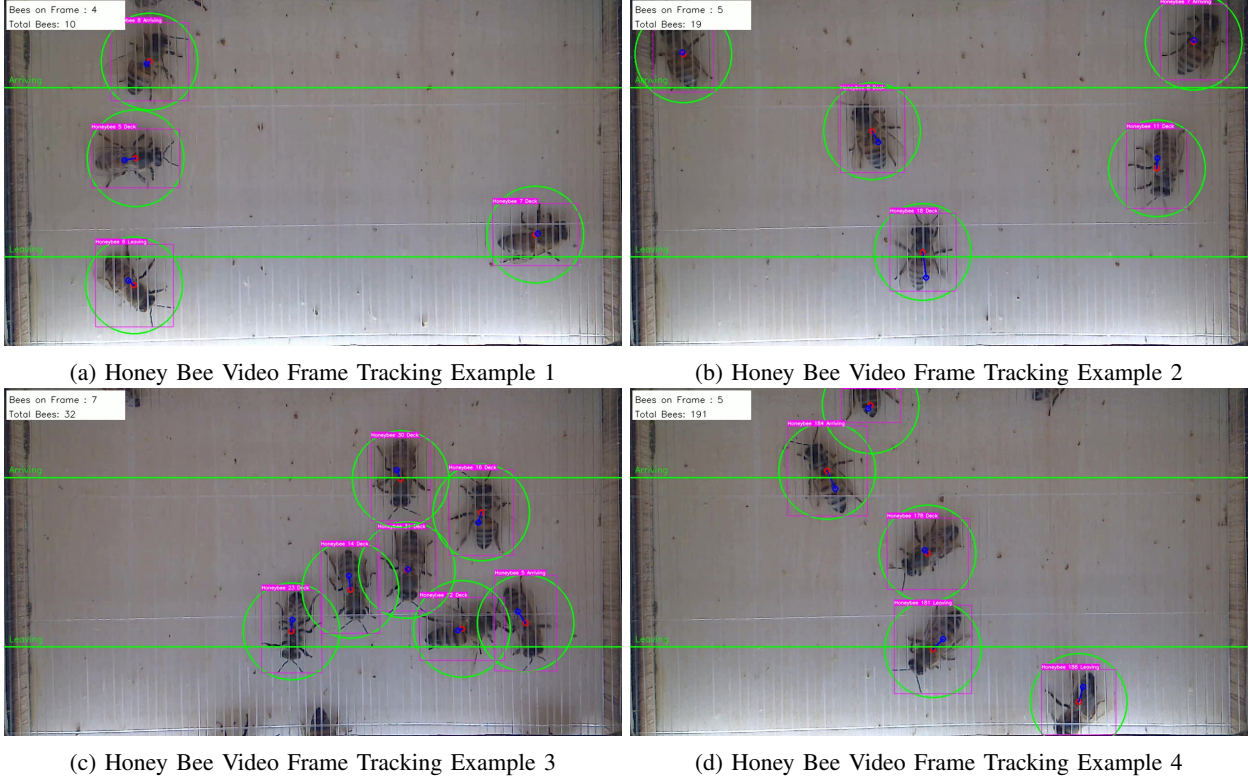 Bees on Frame : 4
Total Bees: 10
Honeybee 8 Arriving
Arriving
Honeybee 5 Deck
Honeybee 7 Deck
Honeybee 6 Leaving
Leaving
(a) Honey Bee Video Frame Tracking Example 1
Bees on Frame : 5
Total Bees: 19
Honeybee 7 Arriving
Arriving
Honeybee 8 Deck
Honeybee 11 Deck
Honeybee 18 Deck
Leaving
(b) Honey Bee Video Frame Tracking Example 2
Bees on Frame : 7
Total Bees: 32
Honeybee 30 Deck
Arriving
Honeybee 16 Deck
Honeybee 31 Deck
Honeybee 14 Deck
Honeybee 23 Deck
Honeybee 5 Arriving
Honeybee 12 Deck
Leaving
(c) Honey Bee Video Frame Tracking Example 3
Bees on Frame : 5
Total Bees: 191
Honeybee 184 Arriving
Arriving
Honeybee 178 Deck
Honeybee 181 Leaving
Leaving
Honeybee 186 Leaving
(d) Honey Bee Video Frame Tracking Example 4